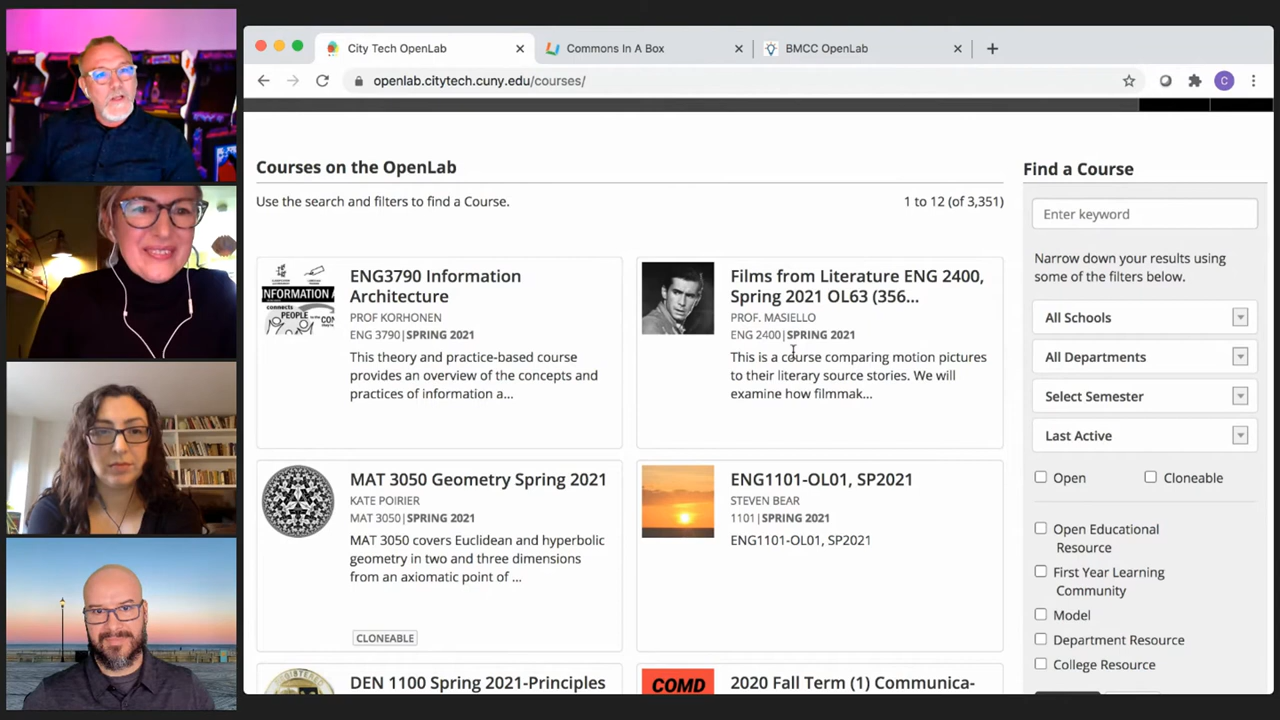 City Tech OpenLab
Commons In A Box
BMCC OpenLab
openlab.citytech.cuny.edu/courses/
C
Courses on the OpenLab
Use the search and filters to find a Course.
1 to 12 (of 3,351)
INFORMATION A
connects
PEOPLE to the
CON
ENG3790 Information
Architecture
PROF KORHONEN
ENG 3790|SPRING 2021
This theory and practice-based course
provides an overview of the concepts and
practices of information a...
Films from Literature ENG 2400,
Spring 2021 OL63 (356...
PROF. MASIELLO
ENG 2400|SPRING 2021
This is a course comparing motion pictures
to their literary source stories. We will
examine how filmmak...
MAT 3050 Geometry Spring 2021
KATE POIRIER
MAT 3050|SPRING 2021
MAT 3050 covers Euclidean and hyperbolic
geometry in two and three dimensions
from an axiomatic point of ...
CLONEABLE
ENG1101-OL01, SP2021
STEVEN BEAR
1101|SPRING 2021
ENG1101-OL01, SP2021
DEN 1100 Spring 2021-Principles
COMD
2020 Fall Term (1) Communica-
Find a Course
Enter keyword
Narrow down your results using
some of the filters below.
All Schools
All Departments
Select Semester
Last Active
Open
Cloneable
Open Educational
Resource
First Year Learning
Community
Model
Department Resource
College Resource